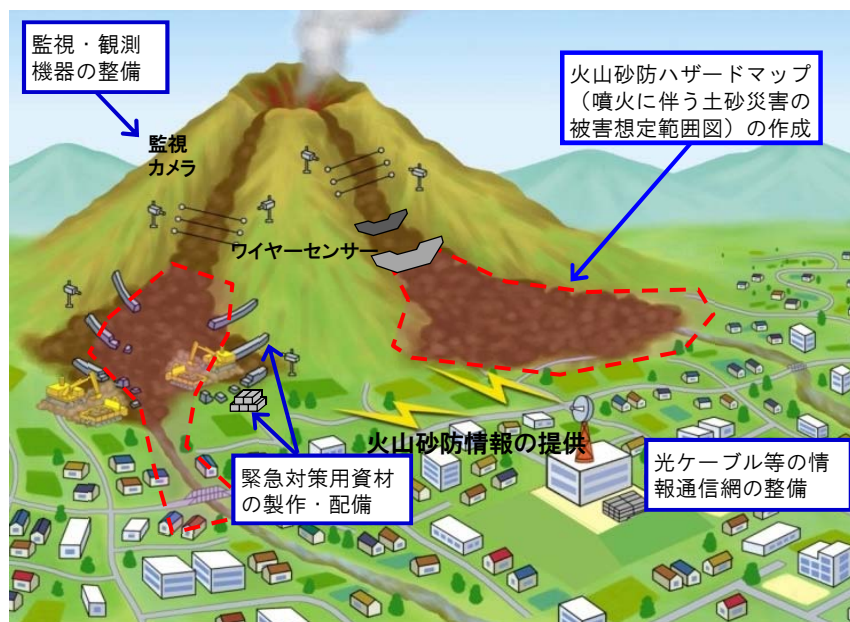 監視・観測
機器の整備
火山砂防ハザードマップ
（噴火に伴う土砂災害の
被害想定範囲図）の作成
監視
カメラ
ワイヤーセンサー
火山砂防情報の提供
緊急対策用資材
の製作・配備
光ケーブル等の情
報通信網の整備